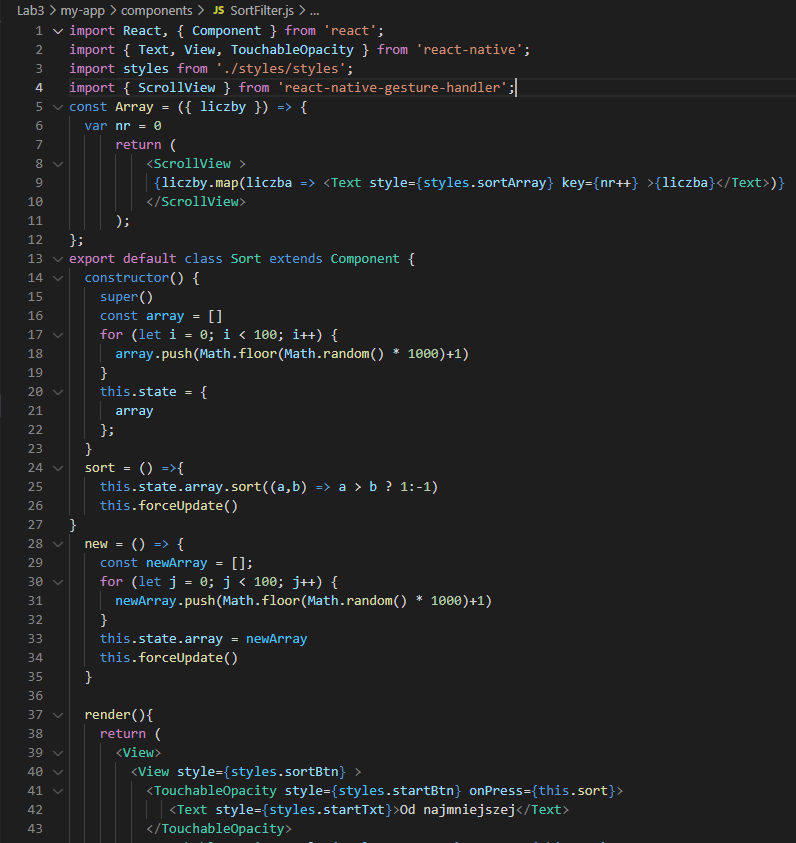 Lab3 > my-app > components > JS SortFilter.js > ...
1 import React, { Component } from 'react';
2 import { Text, View, TouchableOpacity } from 'react-native';
3 import styles from './styles/styles';
4 import { ScrollView } from 'react-native-gesture-handler';
5 const Array = ({ liczby }) => {
6   var nr = 0
7       return (
8           <ScrollView >
9            {liczby.map(liczba => <Text style={styles.sortArray} key={nr++} >{liczba}</Text>)}
10           </ScrollView>
11       );
12 };
13 export default class Sort extends Component {
14   constructor() {
15     super()
16     const array = []
17     for (let i = 0; i < 100; i++) {
18       array.push(Math.floor(Math.random() * 1000)+1)
19     }
20     this.state = {
21       array
22     };
23   }
24   sort = () =>{
25     this.state.array.sort((a,b) => a > b ? 1:-1)
26     this.forceUpdate()
27 }
28   new = () => {
29     const newArray = [];
30     for (let j = 0; j < 100; j++) {
31       newArray.push(Math.floor(Math.random() * 1000)+1)
32     }
33     this.state.array = newArray
34     this.forceUpdate()
35   }
36
37   render(){
38     return (
39       <View>
40         <View style={styles.sortBtn} >
41           <TouchableOpacity style={styles.startBtn} onPress={this.sort}>
42             <Text style={styles.startTxt}>Od najmniejszej</Text>
43           </TouchableOpacity>